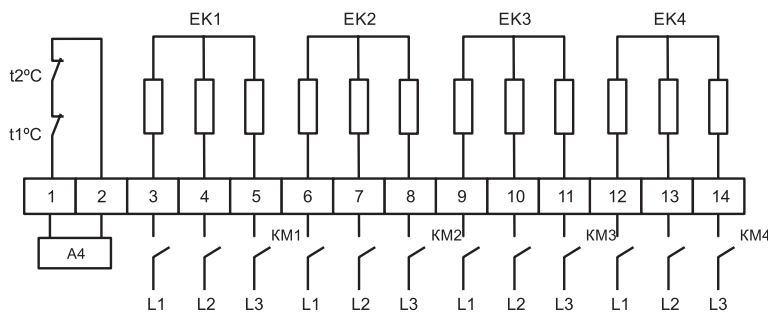 EK1 EK2 EK3 EK4
t2ºC
t1ºC
1 2 3 4 5 6 7 8 9 10 11 12 13 14
A4
KM1 KM2 KM3 KM4
L1 L2 L3 L1 L2 L3 L1 L2 L3 L1 L2 L3